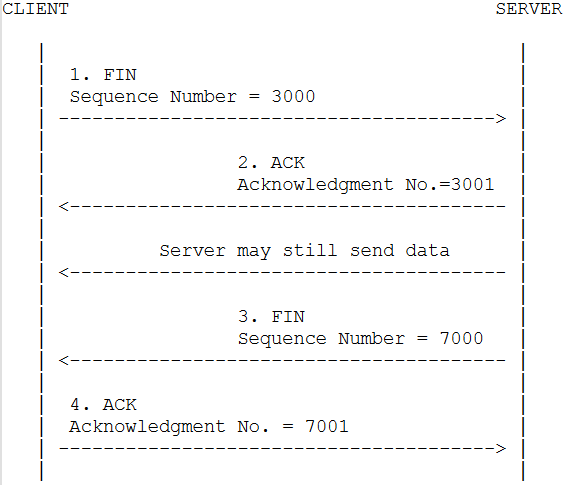 CLIENT SERVER
1. FIN
Sequence Number = 3000
2. ACK
Acknowledgment No.=3001
Server may still send data
3. FIN
Sequence Number = 7000
4. ACK
Acknowledgment No. = 7001